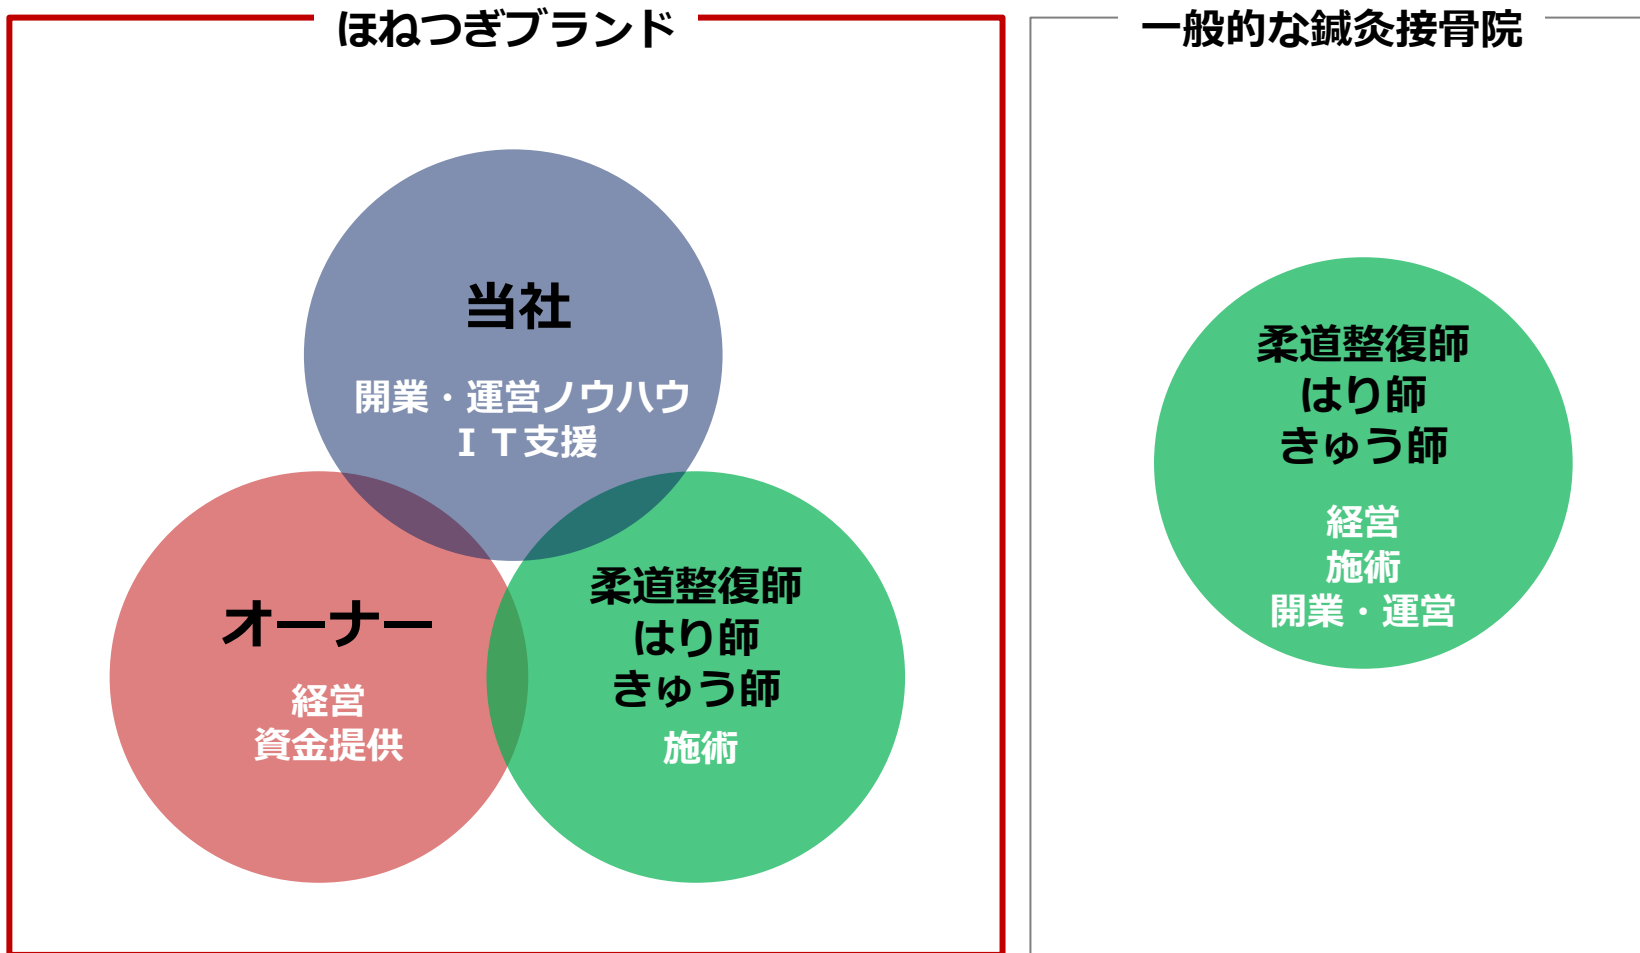 ほねつぎブランド
当社
開業・運営ノウハウ
ＩＴ支援
オーナー
経営
資金提供
柔道整復師
はり師
きゅう師
施術
一般的な鍼灸接骨院
柔道整復師
はり師
きゅう師
経営
施術
開業・運営